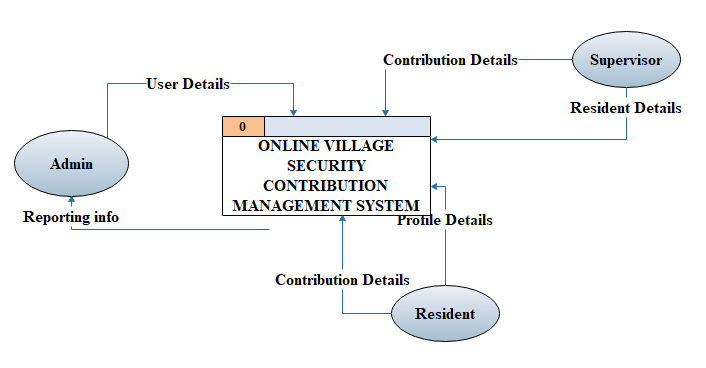 Contribution Details
Supervisor
User Details
Resident Details
0
ONLINE VILLAGE
SECURITY
CONTRIBUTION
MANAGEMENT SYSTEM
Admin
Reporting info
Profile Details
Contribution Details
Resident